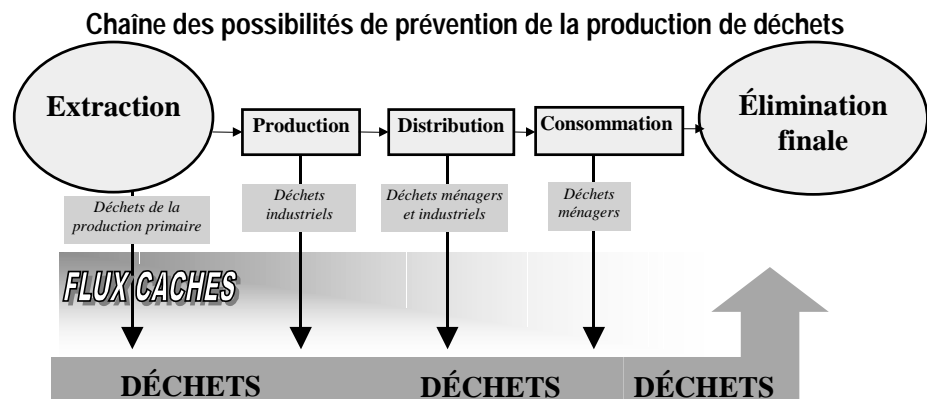 Chaîne des possibilités de prévention de la production de déchets
Extraction
Production
Distribution
Consommation
Élimination
finale
Déchets de la
production primaire
Déchets
industriels
Déchets ménagers
et industriels
Déchets
ménagers
FLUX CACHES
DÉCHETS
DÉCHETS
DÉCHETS